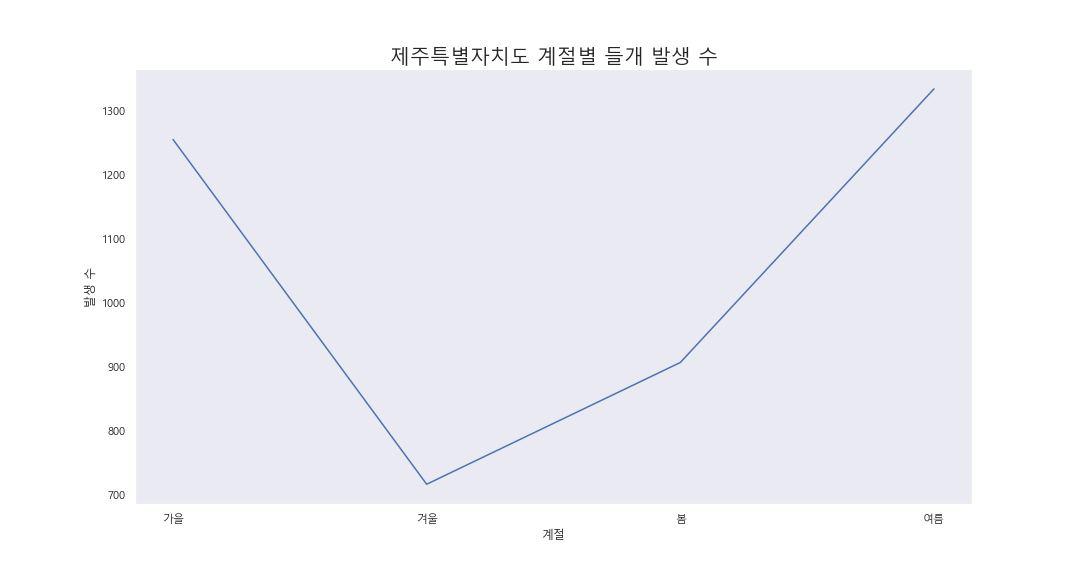 제주특별자치도 계절별 들개 발생 수
1300
1200
1100
1000
900
800
700
발생 수
가을
겨울
봄
여름
계절